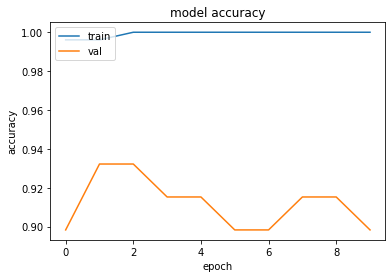 model accuracy
train
val
accuracy
1.00
0.98
0.96
0.94
0.92
0.90
0 2 4 6 8
epoch